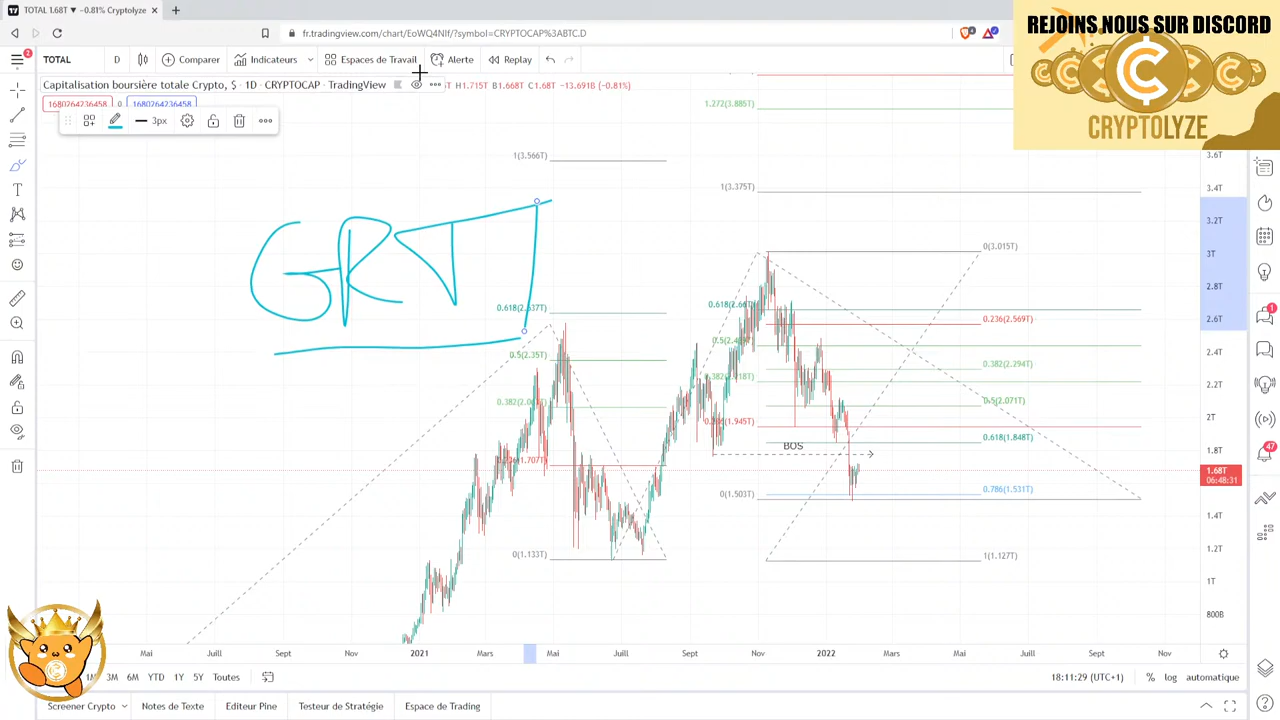 TOTAL 1.68T ▼ −0.81% Cryptolyze
fr.tradingview.com/chart/EoWQ4NIf/?symbol=CRYPTOCAP%3ABTC.D
REJOINS NOUS SUR DISCORD
CRYPTOLYZE
TOTAL D Comparer Indicateurs Espaces de Travail Alerte Replay
Capitalisation boursière totale Crypto, $ · 1D · CRYPTOCAP · TradingView H1.715T B1.668T C1.68T −13.691B (−0.81%)
1680264236458 0 1680264236458
3px
1.272(3.885T)
1(3.566T)
1(3.375T)
0(3.015T)
GRT
0.618(2.637T)
0.236(2.569T)
0.5(2.35T)
0.382(2.294T)
0.5(2.071T)
0.618(1.848T)
BOS
0(1.503T)
0.786(1.531T)
0(1.133T)
1(1.127T)
3.6T
3.4T
3.2T
3T
2.8T
2.6T
2.4T
2.2T
2T
1.8T
1.68T
06:48:31
1.4T
1.2T
1T
800B
Mai Juill Sept Nov 2021 Mars Mai Juill Sept Nov 2022 Mars Mai Juill Sept Nov
3M 6M YTD 1Y 5Y Toutes 18:11:29 (UTC+1) % log automatique
Screener Crypto Notes de Texte Editeur Pine Testeur de Stratégie Espace de Trading